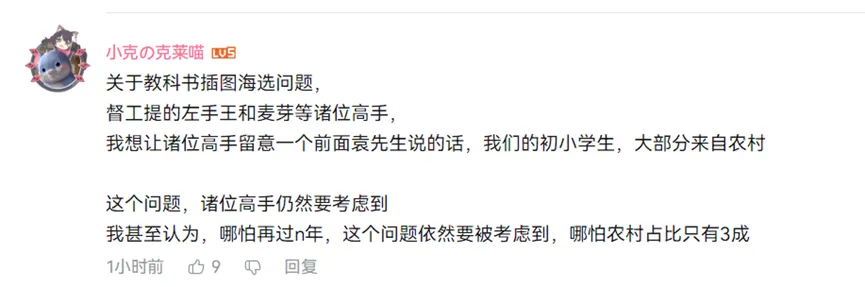 小克の克莱喵 LV5
关于教科书插图海选问题，
督工提的左手王和麦芽等诸位高手，
我想让诸位高手留意一个前面袁先生说的话，我们的初小学生，大部分来自农村
这个问题，诸位高手仍然要考虑到
我甚至认为，哪怕再过n年，这个问题依然要被考虑到，哪怕农村占比只有3成
1小时前 9 回复